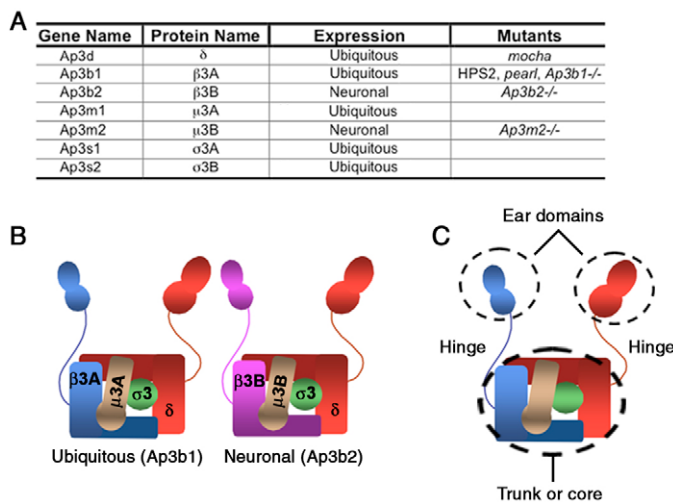 A
Gene Name Protein Name Expression Mutants
Ap3d δ Ubiquitous mocha
Ap3b1 β3A Ubiquitous HPS2, pearl, Ap3b1-/-
Ap3b2 β3B Neuronal Ap3b2-/-
Ap3m1 μ3A Ubiquitous
Ap3m2 μ3B Neuronal Ap3m2-/-
Ap3s1 σ3A Ubiquitous
Ap3s2 σ3B Ubiquitous
B
β3A μ3A σ3 δ
Ubiquitous (Ap3b1)
β3B μ3B σ3 δ
Neuronal (Ap3b2)
C
Ear domains
Hinge Hinge
Trunk or core